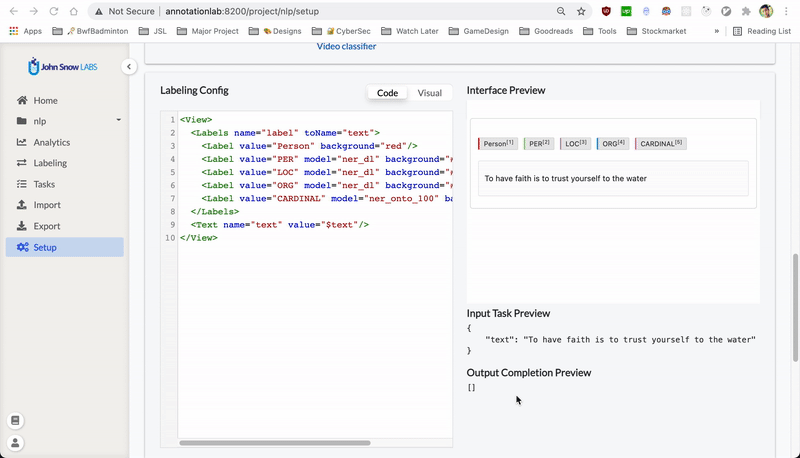 Not Secure | annotationlab:8200/project/nlp/setup
Apps BwfBadminton JSL Major Project Designs CyberSec Watch Later GameDesign Goodreads Tools Stockmarket » Reading List
Video classifier
John Snow LABS
Home
nlp
Analytics
Labeling
Tasks
Import
Export
Setup
Labeling Config
Code Visual
1 <View>
2 <Labels name="label" toName="text">
3 <Label value="Person" background="red"/>
4 <Label value="PER" model="ner_dl" background="#
5 <Label value="LOC" model="ner_dl" background="#
6 <Label value="ORG" model="ner_dl" background="#
7 <Label value="CARDINAL" model="ner_onto_100" ba
8 </Labels>
9 <Text name="text" value="$text"/>
10 </View>
Interface Preview
Person[1] PER[2] LOC[3] ORG[4] CARDINAL[5]
To have faith is to trust yourself to the water
Input Task Preview
{
"text": "To have faith is to trust yourself to the water"
}
Output Completion Preview
[]